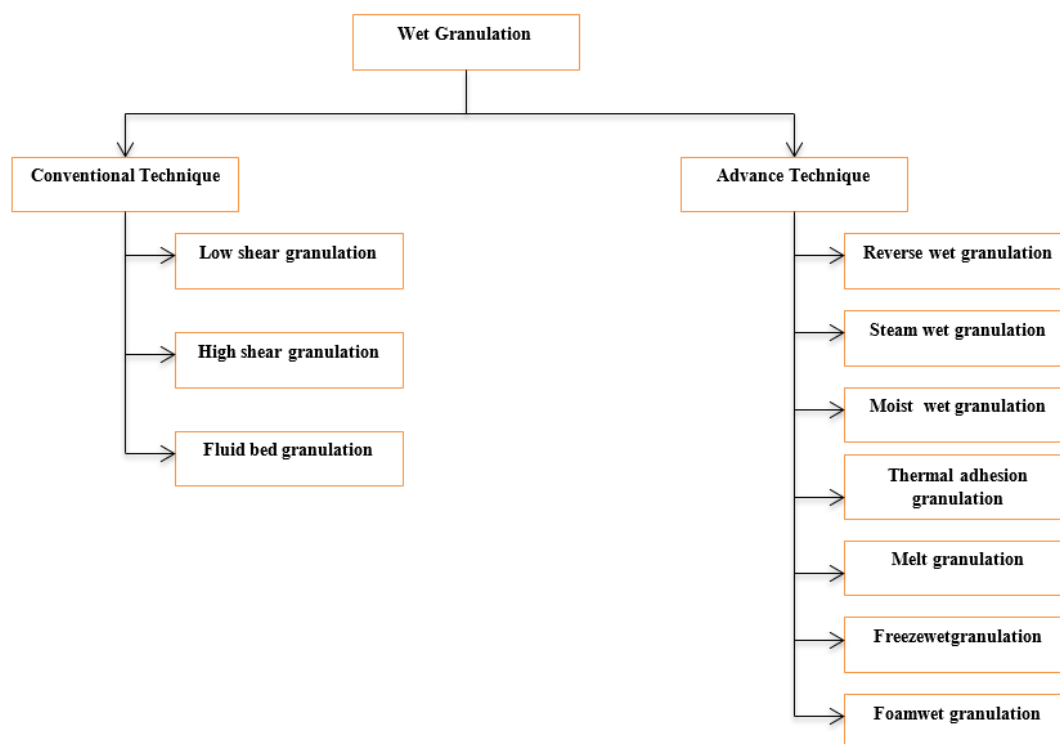 Wet Granulation
Conventional Technique
Low shear granulation
High shear granulation
Fluid bed granulation
Advance Technique
Reverse wet granulation
Steam wet granulation
Moist  wet granulation
Thermal adhesion
granulation
Melt granulation
Freezewetgranulation
Foamwet granulation